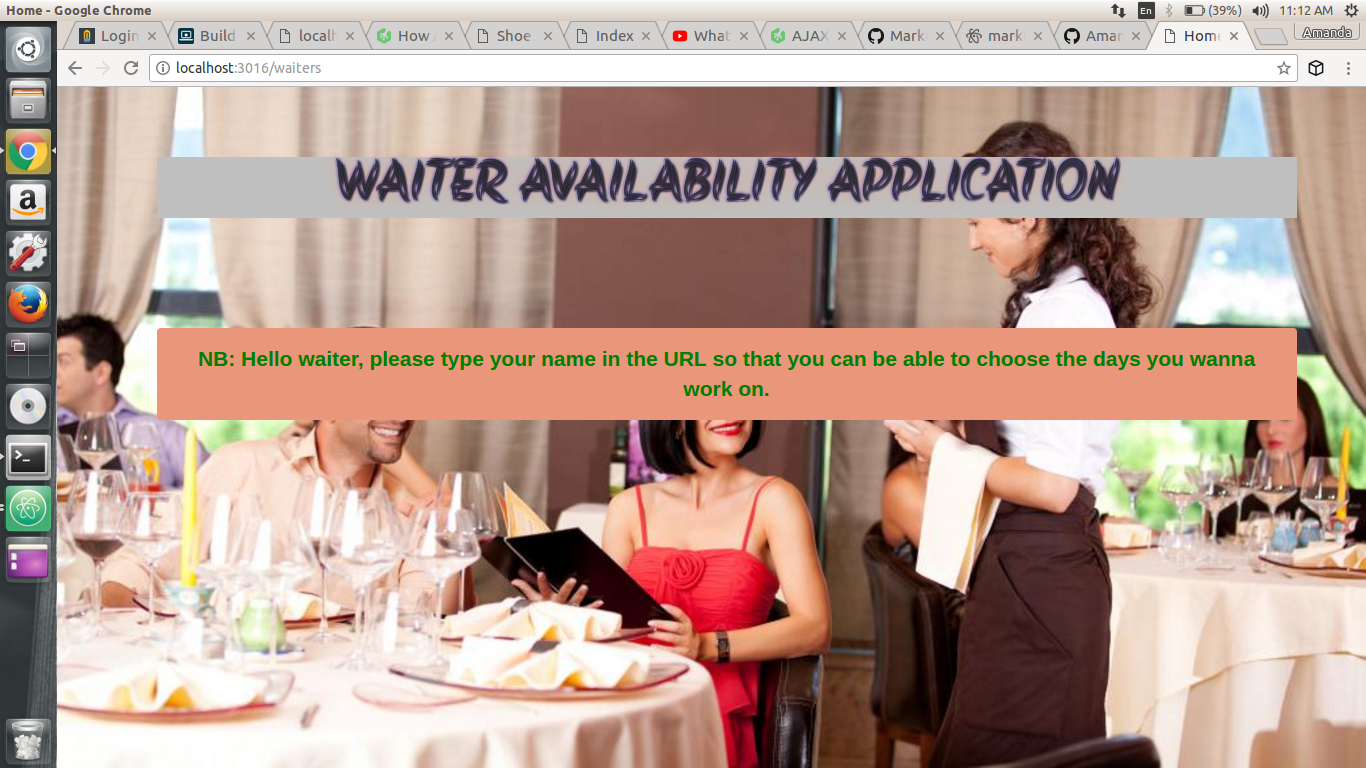 Home - Google Chrome
En (39%) 11:12 AM
Login Build localh How Shoe Index What AJAX Mark mark Amar Home Amanda
localhost:3016/waiters
WAITER AVAILABILITY APPLICATION
NB: Hello waiter, please type your name in the URL so that you can be able to choose the days you wanna
work on.